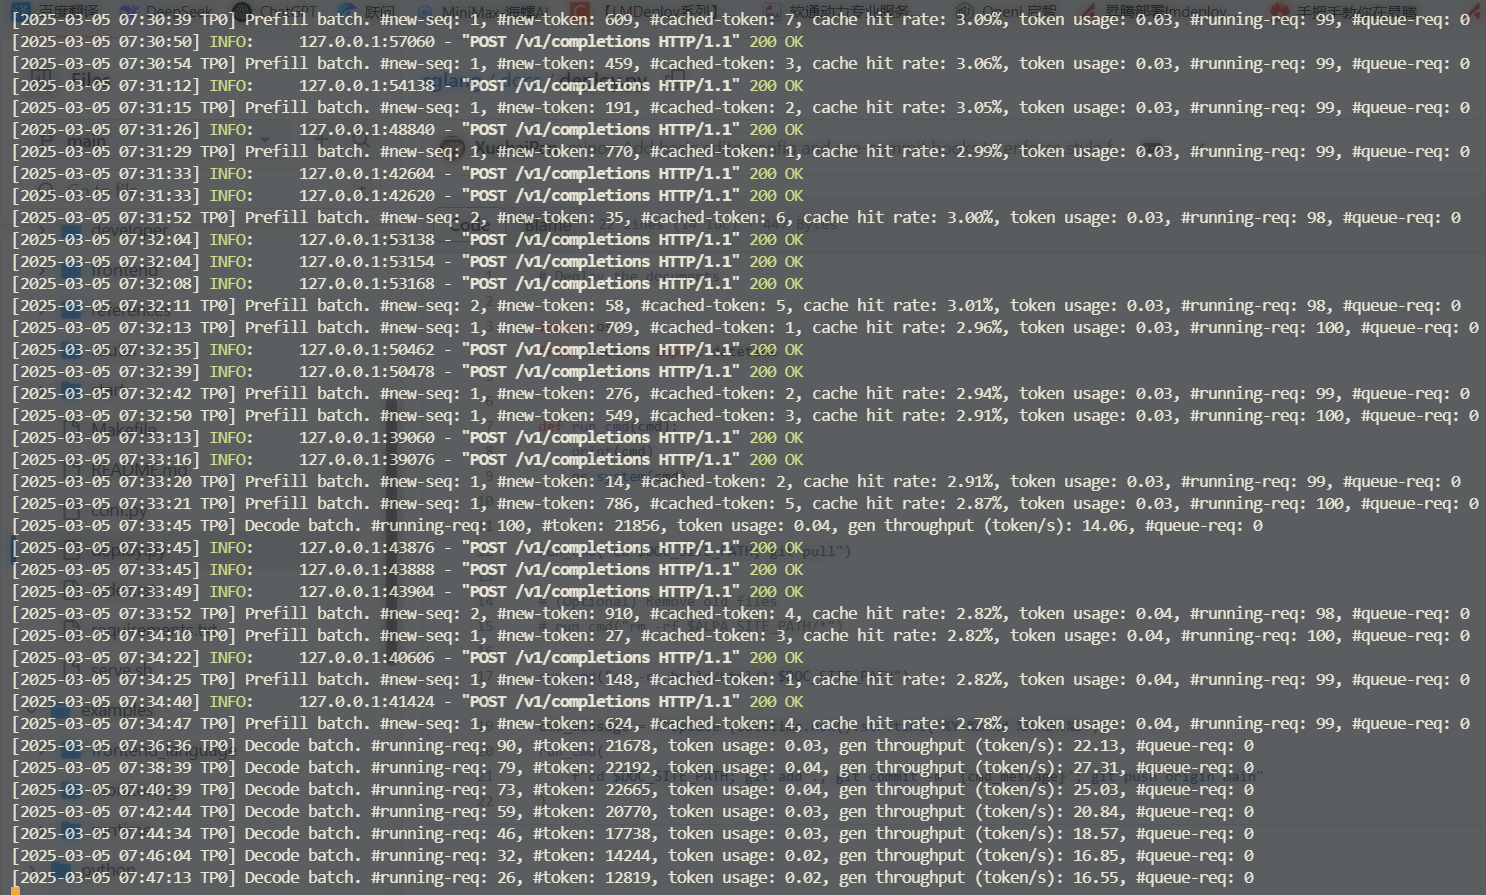 [2025-03-05 07:30:39 TP0] Prefill batch. #new-seq: 1, #new-token: 609, #cached-token: 7, cache hit rate: 3.09%, token usage: 0.03, #running-req: 99, #queue-req: 0
[2025-03-05 07:30:50] INFO:     127.0.0.1:57060 - "POST /v1/completions HTTP/1.1" 200 OK
[2025-03-05 07:30:54 TP0] Prefill batch. #new-seq: 1, #new-token: 459, #cached-token: 3, cache hit rate: 3.06%, token usage: 0.03, #running-req: 99, #queue-req: 0
[2025-03-05 07:31:12] INFO:     127.0.0.1:54138 - "POST /v1/completions HTTP/1.1" 200 OK
[2025-03-05 07:31:15 TP0] Prefill batch. #new-seq: 1, #new-token: 191, #cached-token: 2, cache hit rate: 3.05%, token usage: 0.03, #running-req: 99, #queue-req: 0
[2025-03-05 07:31:26] INFO:     127.0.0.1:48840 - "POST /v1/completions HTTP/1.1" 200 OK
[2025-03-05 07:31:29 TP0] Prefill batch. #new-seq: 1, #new-token: 770, #cached-token: 1, cache hit rate: 2.99%, token usage: 0.03, #running-req: 99, #queue-req: 0
[2025-03-05 07:31:33] INFO:     127.0.0.1:42604 - "POST /v1/completions HTTP/1.1" 200 OK
[2025-03-05 07:31:33] INFO:     127.0.0.1:42620 - "POST /v1/completions HTTP/1.1" 200 OK
[2025-03-05 07:31:52 TP0] Prefill batch. #new-seq: 2, #new-token: 35, #cached-token: 6, cache hit rate: 3.00%, token usage: 0.03, #running-req: 98, #queue-req: 0
[2025-03-05 07:32:04] INFO:     127.0.0.1:53138 - "POST /v1/completions HTTP/1.1" 200 OK
[2025-03-05 07:32:04] INFO:     127.0.0.1:53154 - "POST /v1/completions HTTP/1.1" 200 OK
[2025-03-05 07:32:08] INFO:     127.0.0.1:53168 - "POST /v1/completions HTTP/1.1" 200 OK
[2025-03-05 07:32:11 TP0] Prefill batch. #new-seq: 2, #new-token: 58, #cached-token: 5, cache hit rate: 3.01%, token usage: 0.03, #running-req: 98, #queue-req: 0
[2025-03-05 07:32:13 TP0] Prefill batch. #new-seq: 1, #new-token: 709, #cached-token: 1, cache hit rate: 2.96%, token usage: 0.03, #running-req: 100, #queue-req: 0
[2025-03-05 07:32:35] INFO:     127.0.0.1:50462 - "POST /v1/completions HTTP/1.1" 200 OK
[2025-03-05 07:32:39] INFO:     127.0.0.1:50478 - "POST /v1/completions HTTP/1.1" 200 OK
[2025-03-05 07:32:42 TP0] Prefill batch. #new-seq: 1, #new-token: 276, #cached-token: 2, cache hit rate: 2.94%, token usage: 0.03, #running-req: 99, #queue-req: 0
[2025-03-05 07:32:50 TP0] Prefill batch. #new-seq: 1, #new-token: 549, #cached-token: 3, cache hit rate: 2.91%, token usage: 0.03, #running-req: 100, #queue-req: 0
[2025-03-05 07:33:13] INFO:     127.0.0.1:39060 - "POST /v1/completions HTTP/1.1" 200 OK
[2025-03-05 07:33:16] INFO:     127.0.0.1:39076 - "POST /v1/completions HTTP/1.1" 200 OK
[2025-03-05 07:33:20 TP0] Prefill batch. #new-seq: 1, #new-token: 14, #cached-token: 2, cache hit rate: 2.91%, token usage: 0.03, #running-req: 99, #queue-req: 0
[2025-03-05 07:33:21 TP0] Prefill batch. #new-seq: 1, #new-token: 786, #cached-token: 5, cache hit rate: 2.87%, token usage: 0.03, #running-req: 100, #queue-req: 0
[2025-03-05 07:33:45 TP0] Decode batch. #running-req: 100, #token: 21856, token usage: 0.04, gen throughput (token/s): 14.06, #queue-req: 0
[2025-03-05 07:33:45] INFO:     127.0.0.1:43876 - "POST /v1/completions HTTP/1.1" 200 OK
[2025-03-05 07:33:45] INFO:     127.0.0.1:43888 - "POST /v1/completions HTTP/1.1" 200 OK
[2025-03-05 07:33:49] INFO:     127.0.0.1:43904 - "POST /v1/completions HTTP/1.1" 200 OK
[2025-03-05 07:33:52 TP0] Prefill batch. #new-seq: 2, #new-token: 910, #cached-token: 4, cache hit rate: 2.82%, token usage: 0.04, #running-req: 98, #queue-req: 0
[2025-03-05 07:34:10 TP0] Prefill batch. #new-seq: 1, #new-token: 27, #cached-token: 3, cache hit rate: 2.82%, token usage: 0.04, #running-req: 100, #queue-req: 0
[2025-03-05 07:34:22] INFO:     127.0.0.1:40606 - "POST /v1/completions HTTP/1.1" 200 OK
[2025-03-05 07:34:25 TP0] Prefill batch. #new-seq: 1, #new-token: 148, #cached-token: 1, cache hit rate: 2.82%, token usage: 0.04, #running-req: 99, #queue-req: 0
[2025-03-05 07:34:40] INFO:     127.0.0.1:41424 - "POST /v1/completions HTTP/1.1" 200 OK
[2025-03-05 07:34:47 TP0] Prefill batch. #new-seq: 1, #new-token: 624, #cached-token: 4, cache hit rate: 2.78%, token usage: 0.04, #running-req: 99, #queue-req: 0
[2025-03-05 07:36:36 TP0] Decode batch. #running-req: 90, #token: 21678, token usage: 0.03, gen throughput (token/s): 22.13, #queue-req: 0
[2025-03-05 07:38:39 TP0] Decode batch. #running-req: 79, #token: 22192, token usage: 0.04, gen throughput (token/s): 27.31, #queue-req: 0
[2025-03-05 07:40:39 TP0] Decode batch. #running-req: 73, #token: 22665, token usage: 0.04, gen throughput (token/s): 25.03, #queue-req: 0
[2025-03-05 07:42:44 TP0] Decode batch. #running-req: 59, #token: 20770, token usage: 0.03, gen throughput (token/s): 20.84, #queue-req: 0
[2025-03-05 07:44:34 TP0] Decode batch. #running-req: 46, #token: 17738, token usage: 0.03, gen throughput (token/s): 18.57, #queue-req: 0
[2025-03-05 07:46:04 TP0] Decode batch. #running-req: 32, #token: 14244, token usage: 0.02, gen throughput (token/s): 16.85, #queue-req: 0
[2025-03-05 07:47:13 TP0] Decode batch. #running-req: 26, #token: 12819, token usage: 0.02, gen throughput (token/s): 16.55, #queue-req: 0